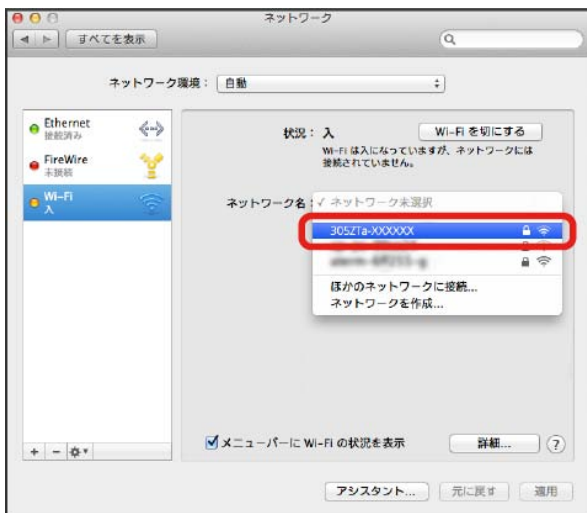 ネットワーク
すべてを表示
ネットワーク環境： 自動
Ethernet
接続済み
状況： 入
Wi-Fi を切にする
Wi-Fi は入になっていますが、ネットワークには
接続されていません。
FireWire
未接続
Wi-Fi
入
ネットワーク名：
✓ ネットワーク未選択
305ZTa-XXXXXX
ほかのネットワークに接続...
ネットワークを作成...
メニューバーに Wi-Fi の状況を表示
詳細...
?
アシスタント...
元に戻す
適用